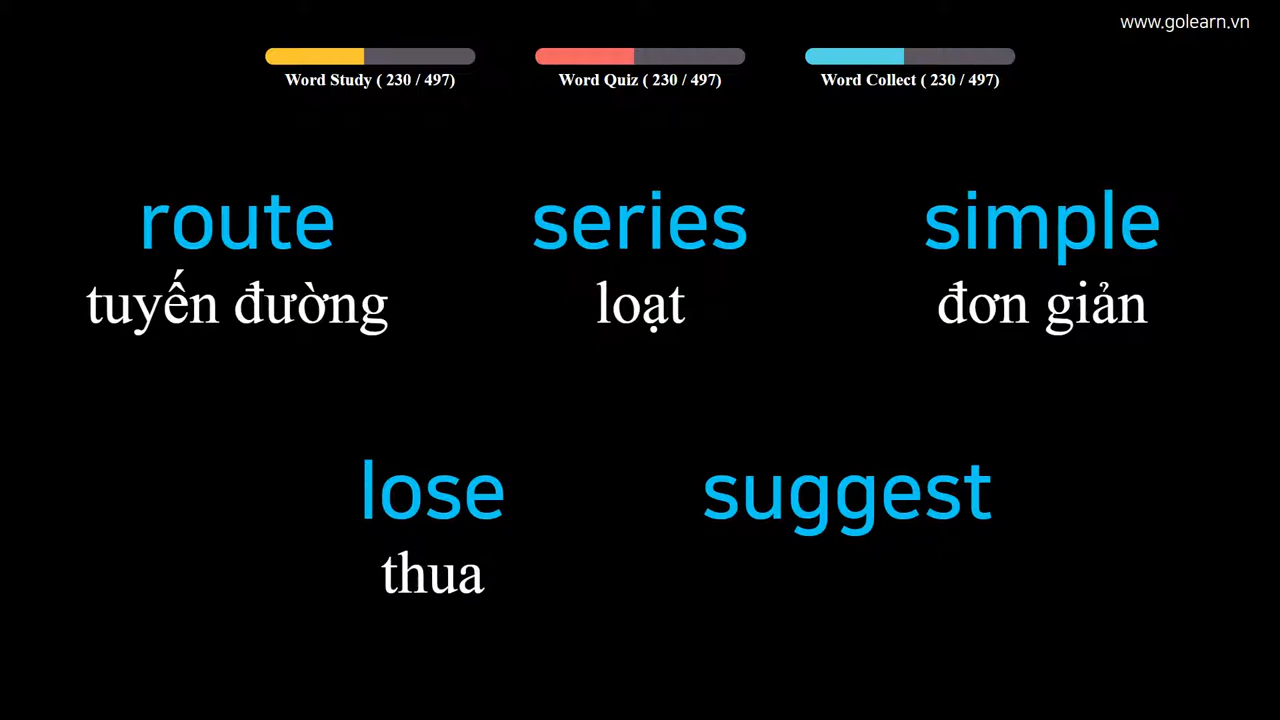 www.golearn.vn
Word Study ( 230 / 497)
Word Quiz ( 230 / 497)
Word Collect ( 230 / 497)
route
series
simple
tuyến đường
loạt
đơn giản
lose
suggest
thua